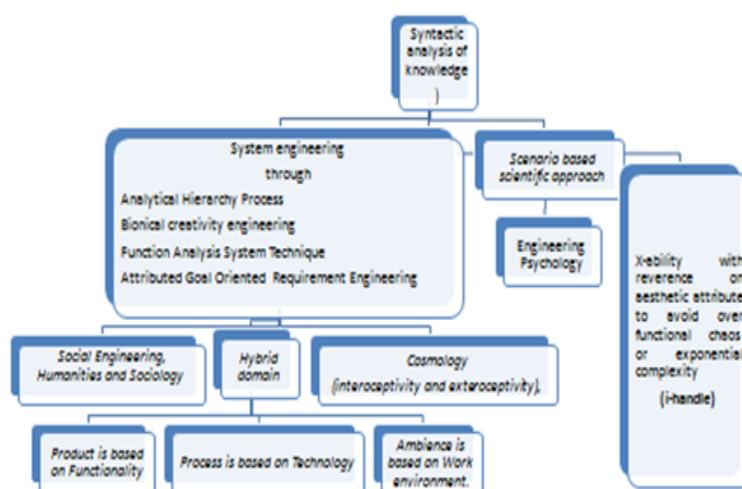 Syntactic
analysis of
knowledge
)
System engineering
through
Analytical Hierarchy Process
Bionical creativity engineering
Function Analysis System Technique
Attributed Goal Oriented Requirement Engineering
Scenario based
scientific approach
Engineering
Psychology
X-ability with
reverence on
aesthetic attribute
to avoid over
functional chaos
or exponential
complexity
(i-handle)
Social Engineering,
Humanities and Sociology
Hybrid
domain
Cosmology
(interoceptivity and exteroceptivity),
Product is based
on Functionality
Process is based on Technology
Ambience is
based on Work
environment.